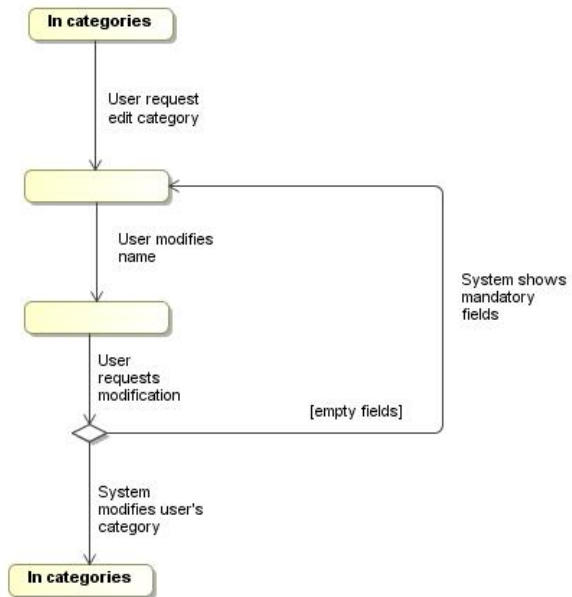 In categories
User request
edit category
User modifies
name
System shows
mandatory
fields
User
requests
modification
[empty fields]
System
modifies user's
category
In categories